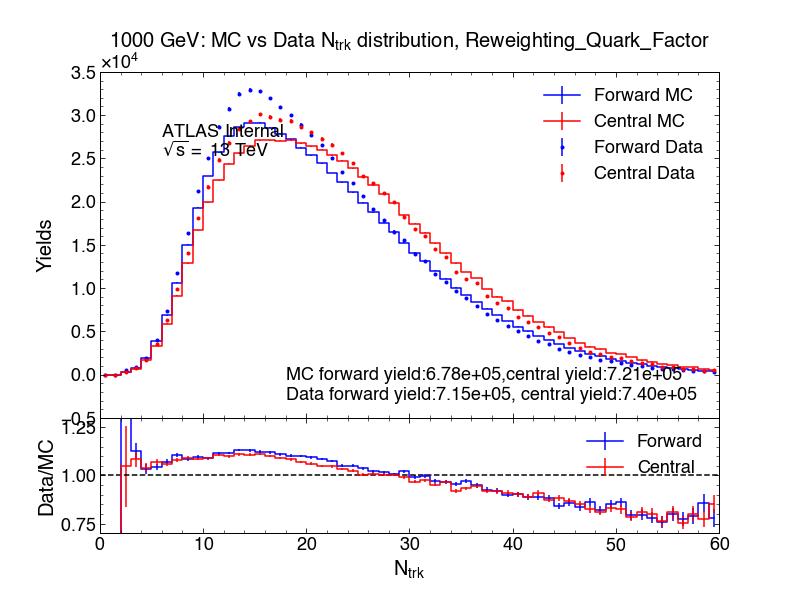 1000 GeV: MC vs Data Ntrk distribution, Reweighting_Quark_Factor
×10⁴
3.5
3.0
2.5
2.0
1.5
1.0
0.5
0.0
-0.5
Yields
ATLAS Internal
√s = 13 TeV
Forward MC
Central MC
Forward Data
Central Data
MC forward yield:6.78e+05,central yield:7.21e+05
Data forward yield:7.15e+05, central yield:7.40e+05
1.25
1.00
0.75
Data/MC
Forward
Central
0 10 20 30 40 50 60
Ntrk